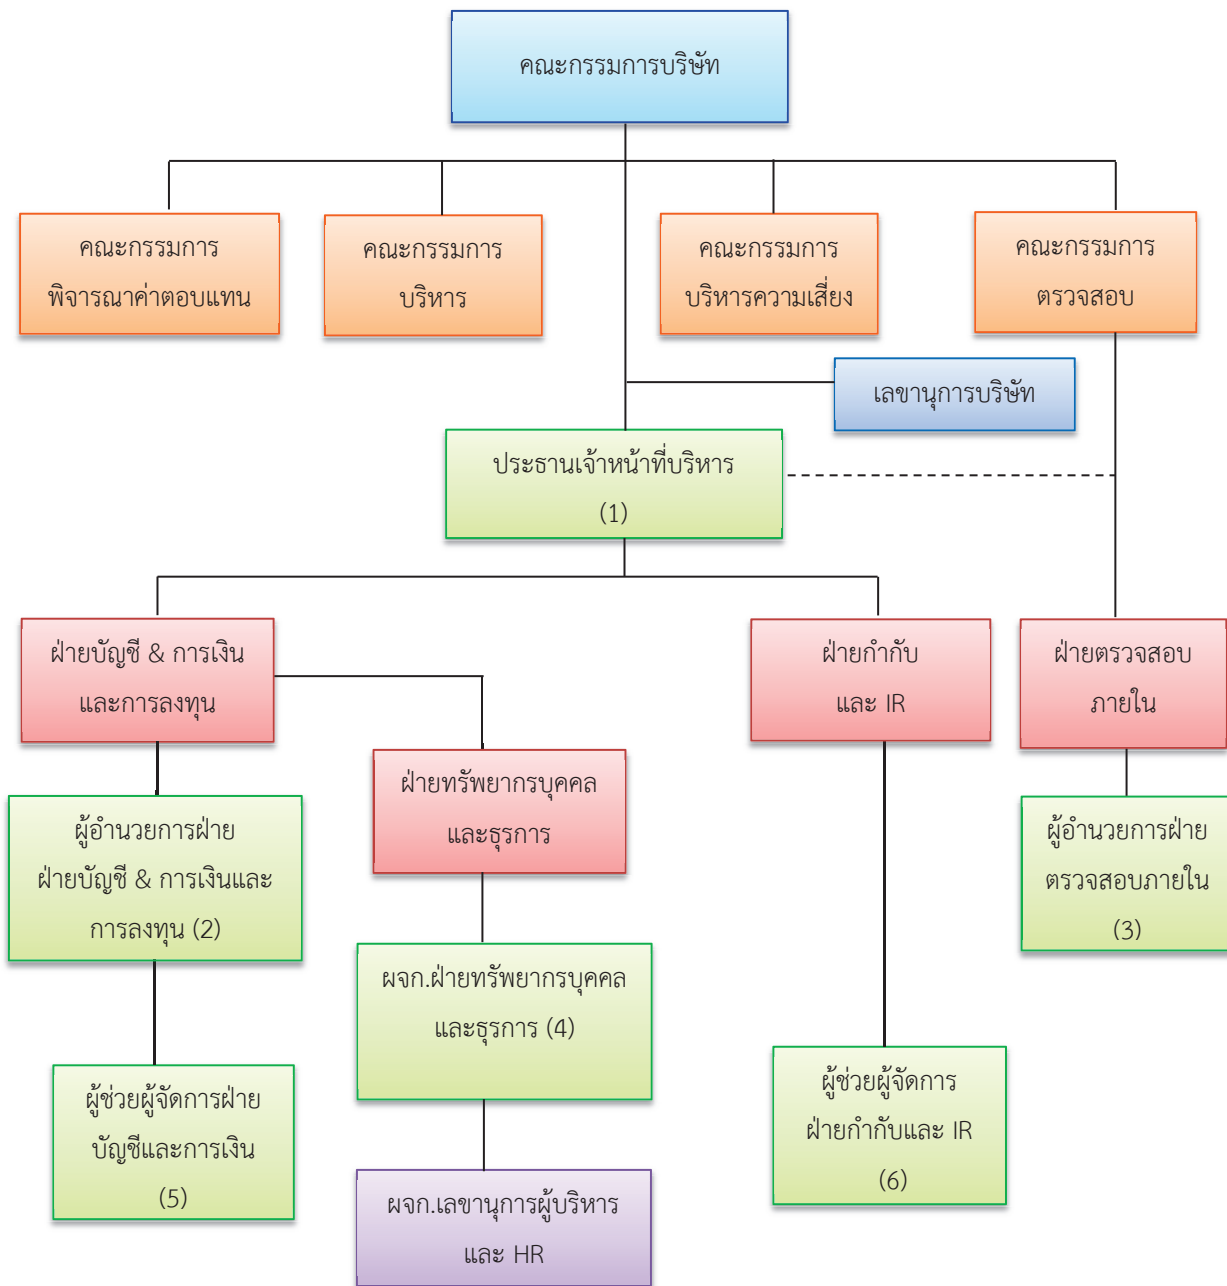 คณะกรรมการบริษัท
คณะกรรมการ
พิจารณาค่าตอบแทน
คณะกรรมการ
บริหาร
คณะกรรมการ
บริหารความเสี่ยง
คณะกรรมการ
ตรวจสอบ
เลขานุการบริษัท
ประธานเจ้าหน้าที่บริหาร
(1)
ฝ่ายบัญชี & การเงิน
และการลงทุน
ฝ่ายกำกับ
และ IR
ฝ่ายตรวจสอบ
ภายใน
ฝ่ายทรัพยากรบุคคล
และธุรการ
ผู้อำนวยการฝ่าย
ฝ่ายบัญชี & การเงินและ
การลงทุน (2)
ผู้อำนวยการฝ่าย
ตรวจสอบภายใน
(3)
ผจก.ฝ่ายทรัพยากรบุคคล
และธุรการ (4)
ผู้ช่วยผู้จัดการฝ่าย
บัญชีและการเงิน
(5)
ผู้ช่วยผู้จัดการ
ฝ่ายกำกับและ IR
(6)
ผจก.เลขานุการผู้บริหาร
และ HR